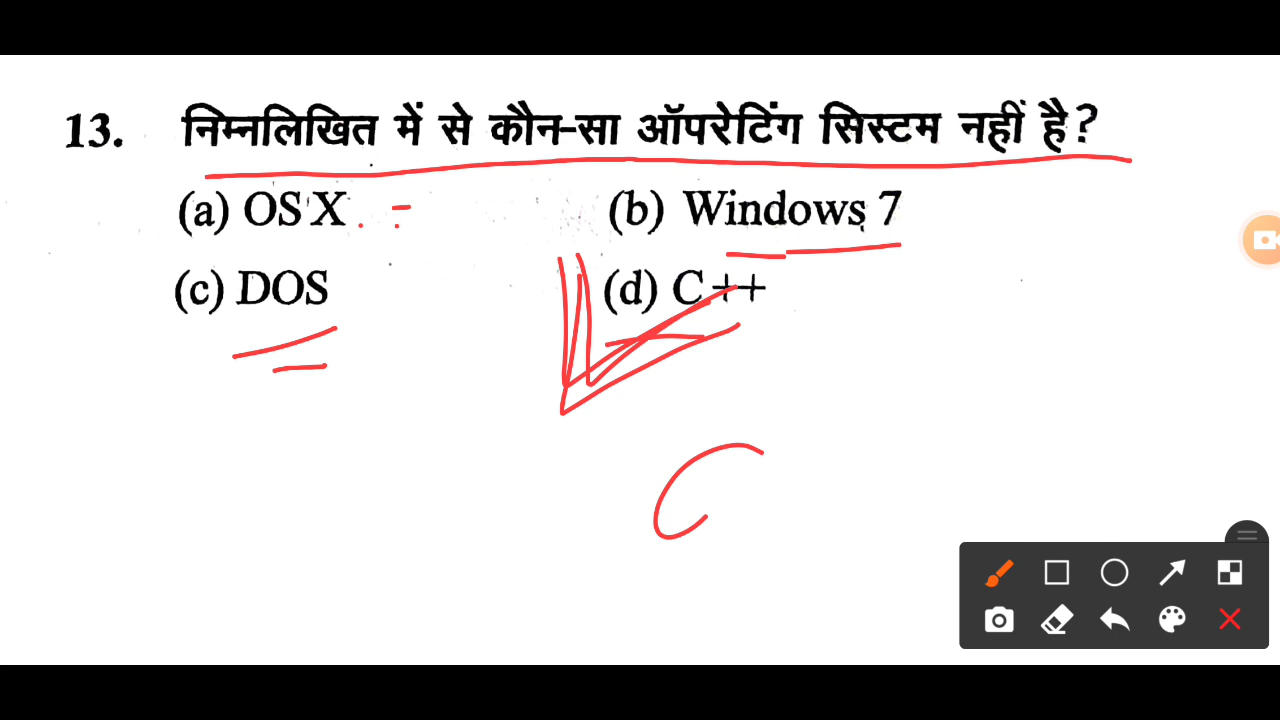 13. निम्नलिखित में से कौन-सा ऑपरेटिंग सिस्टम नहीं है?
(a) OS X (b) Windows 7
(c) DOS (d) C++
C